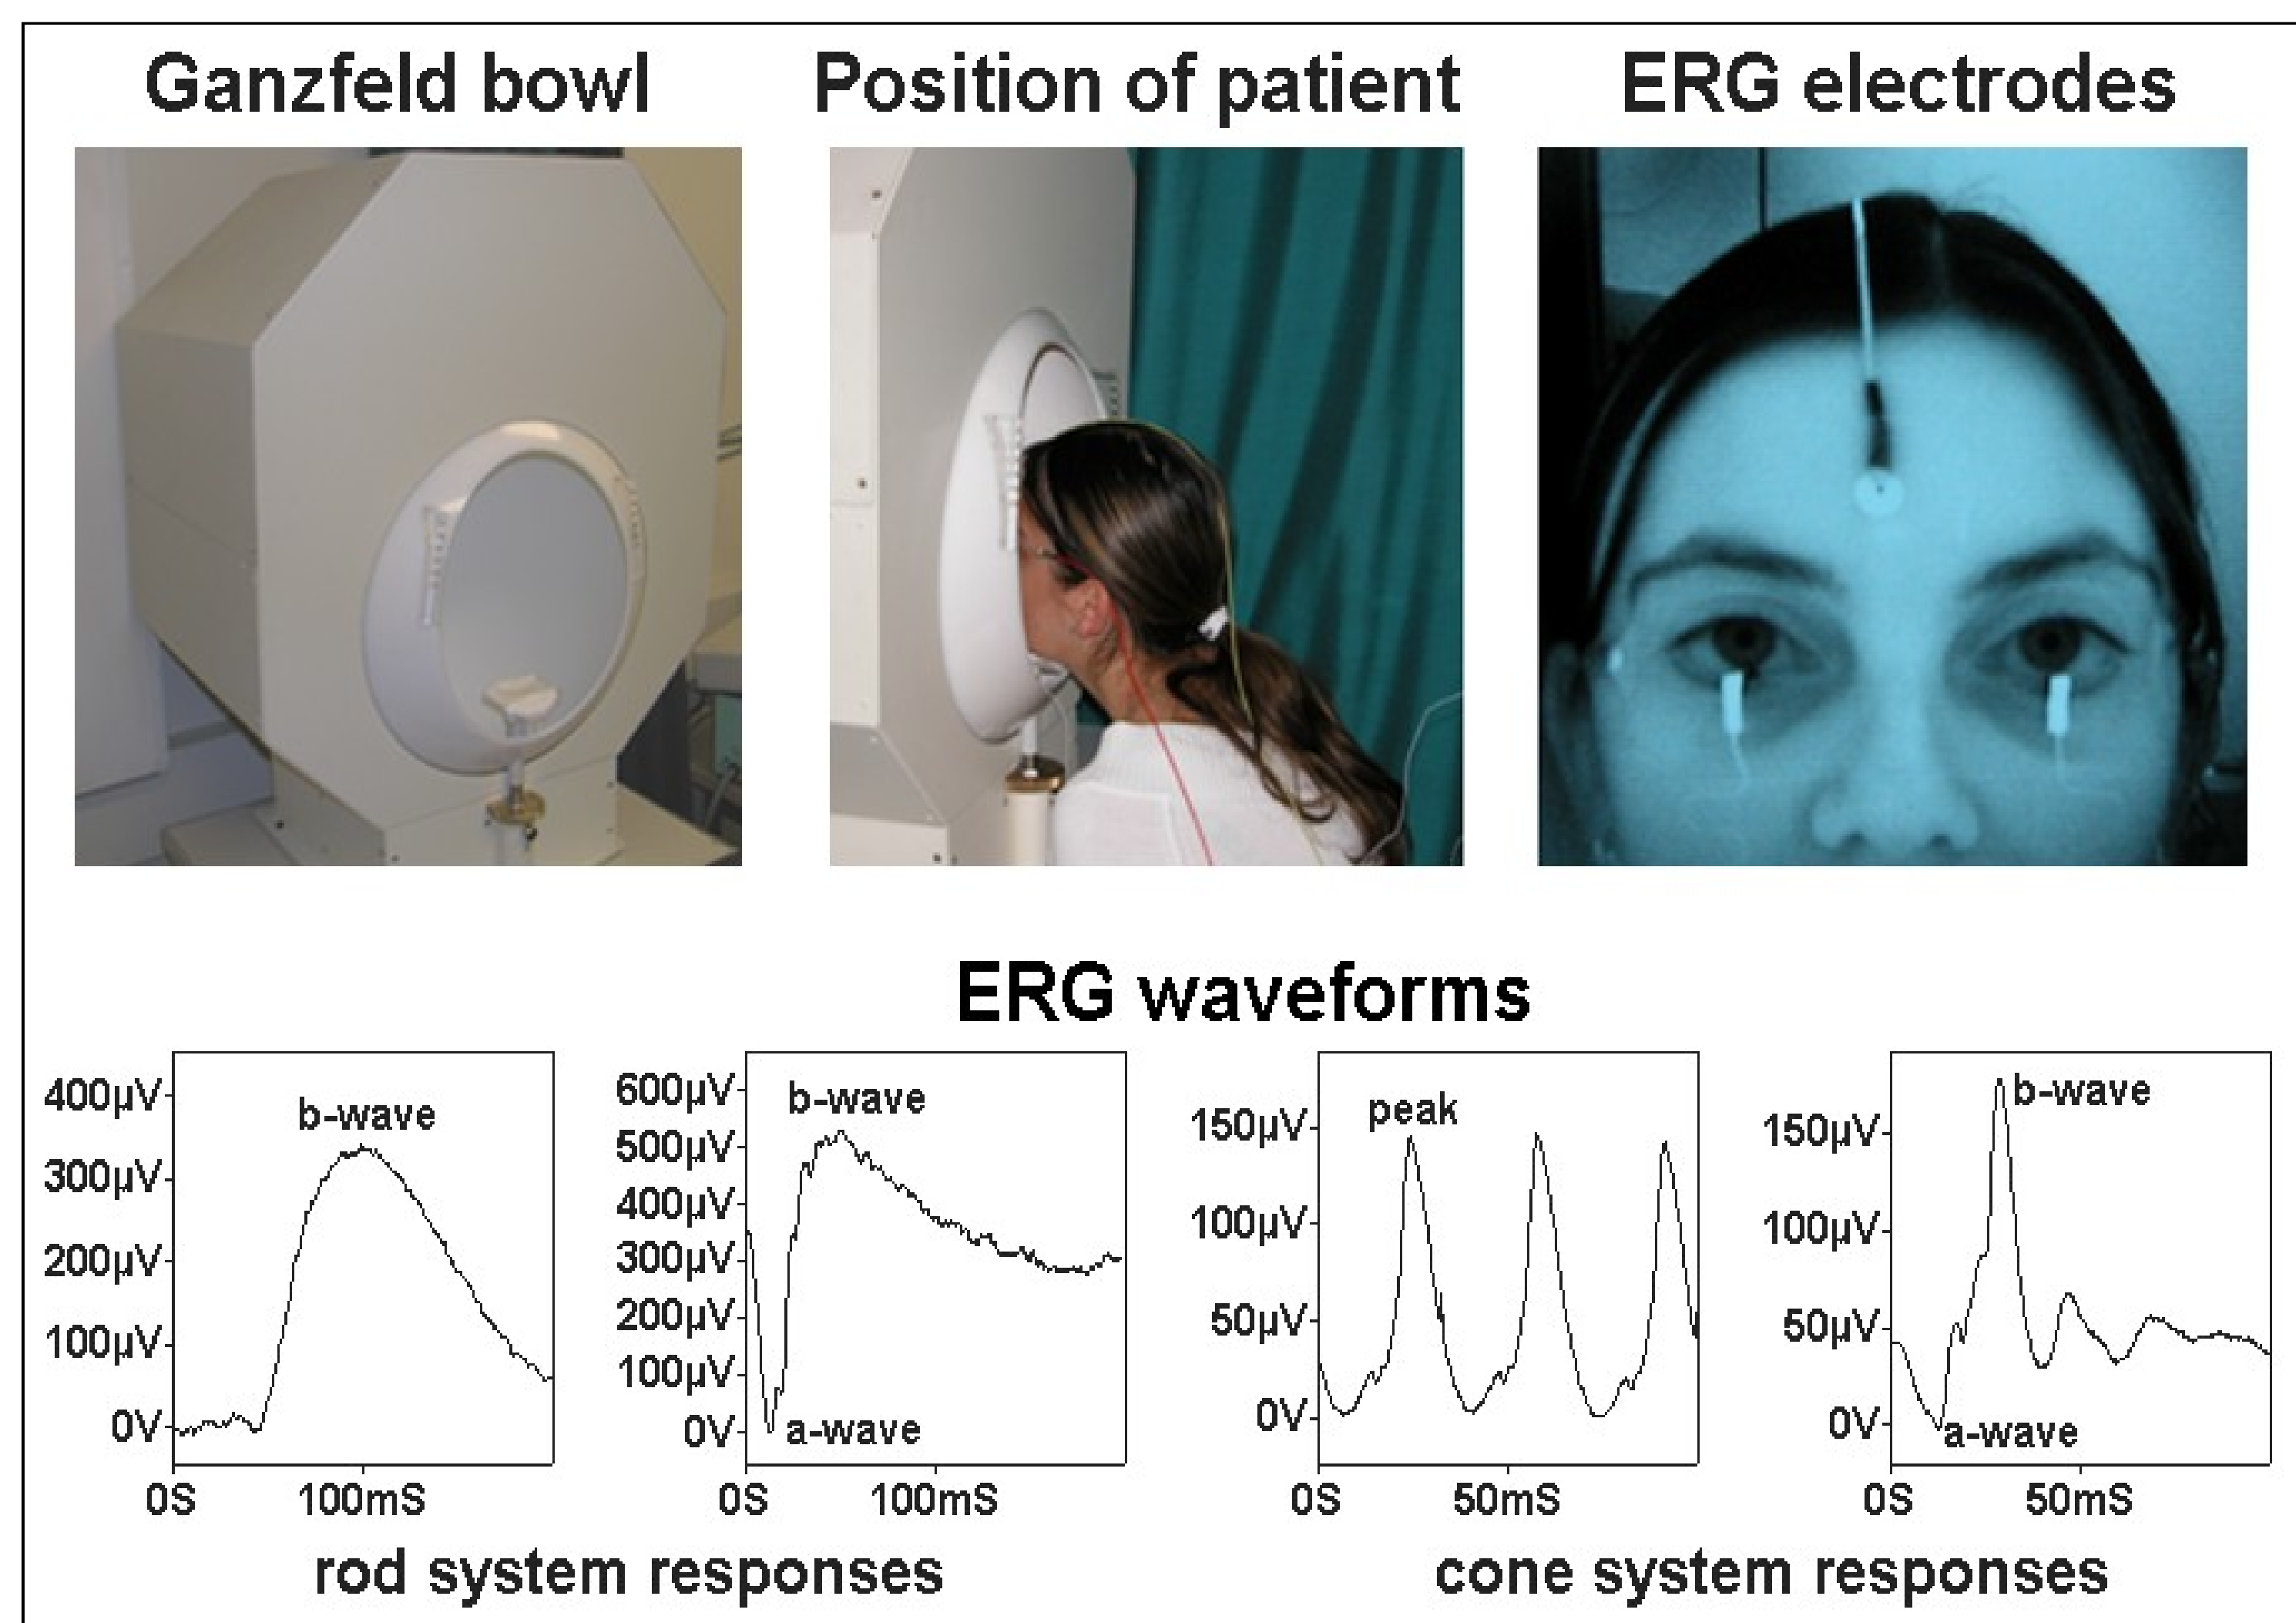 Ganzfeld bowl
Position of patient
ERG electrodes
ERG waveforms
400µV
300µV
200µV
100µV
0V
b-wave
0S
100mS
600µV
500µV
400µV
300µV
200µV
100µV
0V
b-wave
a-wave
0S
100mS
150µV
100µV
50µV
0V
peak
0S
50mS
150µV
100µV
50µV
0V
b-wave
a-wave
0S
50mS
rod system responses
cone system responses